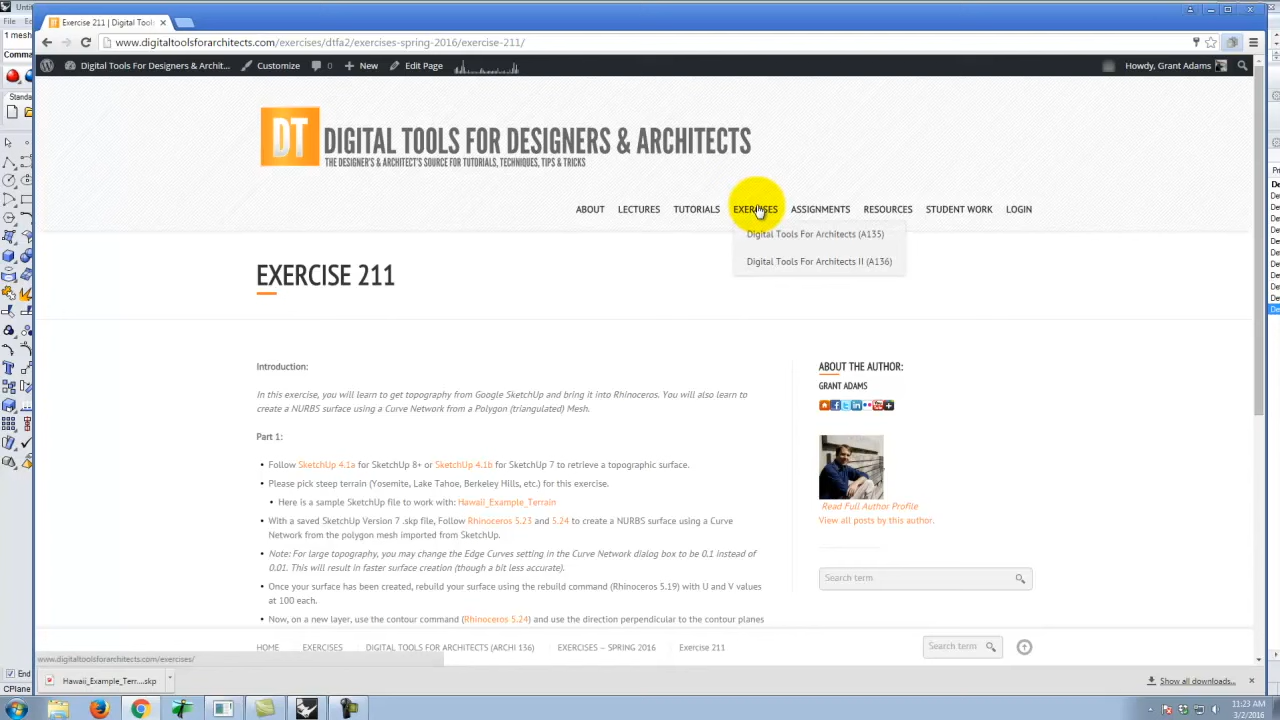 Exercise 211 | Digital Tools
www.digitaltoolsforarchitects.com/exercises/dtfa2/exercises-spring-2016/exercise-211/
Digital Tools For Designers & Archit... Customize 0 New Edit Page Howdy, Grant Adams
DT DIGITAL TOOLS FOR DESIGNERS & ARCHITECTS
THE DESIGNER'S & ARCHITECT'S SOURCE FOR TUTORIALS, TECHNIQUES, TIPS & TRICKS
ABOUT LECTURES TUTORIALS EXERCISES ASSIGNMENTS RESOURCES STUDENT WORK LOGIN
Digital Tools For Architects (A135)
Digital Tools For Architects II (A136)
EXERCISE 211
Introduction:
In this exercise, you will learn to get topography from Google SketchUp and bring it into Rhinoceros. You will also learn to
create a NURBS surface using a Curve Network from a Polygon (triangulated) Mesh.
Part 1:
• Follow SketchUp 4.1a for SketchUp 8+ or SketchUp 4.1b for SketchUp 7 to retrieve a topographic surface.
• Please pick steep terrain (Yosemite, Lake Tahoe, Berkeley Hills, etc.) for this exercise.
• Here is a sample SketchUp file to work with: Hawaii_Example_Terrain
• With a saved SketchUp Version 7 .skp file, Follow Rhinoceros 5.23 and 5.24 to create a NURBS surface using a Curve
Network from the polygon mesh imported from SketchUp.
• Note: For large topography, you may change the Edge Curves setting in the Curve Network dialog box to be 0.1 instead of
0.01. This will result in faster surface creation (though a bit less accurate).
• Once your surface has been created, rebuild your surface using the rebuild command (Rhinoceros 5.19) with U and V values
at 100 each.
• Now, on a new layer, use the contour command (Rhinoceros 5.24) and use the direction perpendicular to the contour planes
ABOUT THE AUTHOR:
GRANT ADAMS
Read Full Author Profile
View all posts by this author.
Search term
HOME EXERCISES DIGITAL TOOLS FOR ARCHITECTS (ARCHI 136) EXERCISES – SPRING 2016 Exercise 211 Search term
www.digitaltoolsforarchitects.com/exercises/
Hawaii_Example_Terr....skp Show all downloads...
CPlane
11:23 AM
3/2/2016